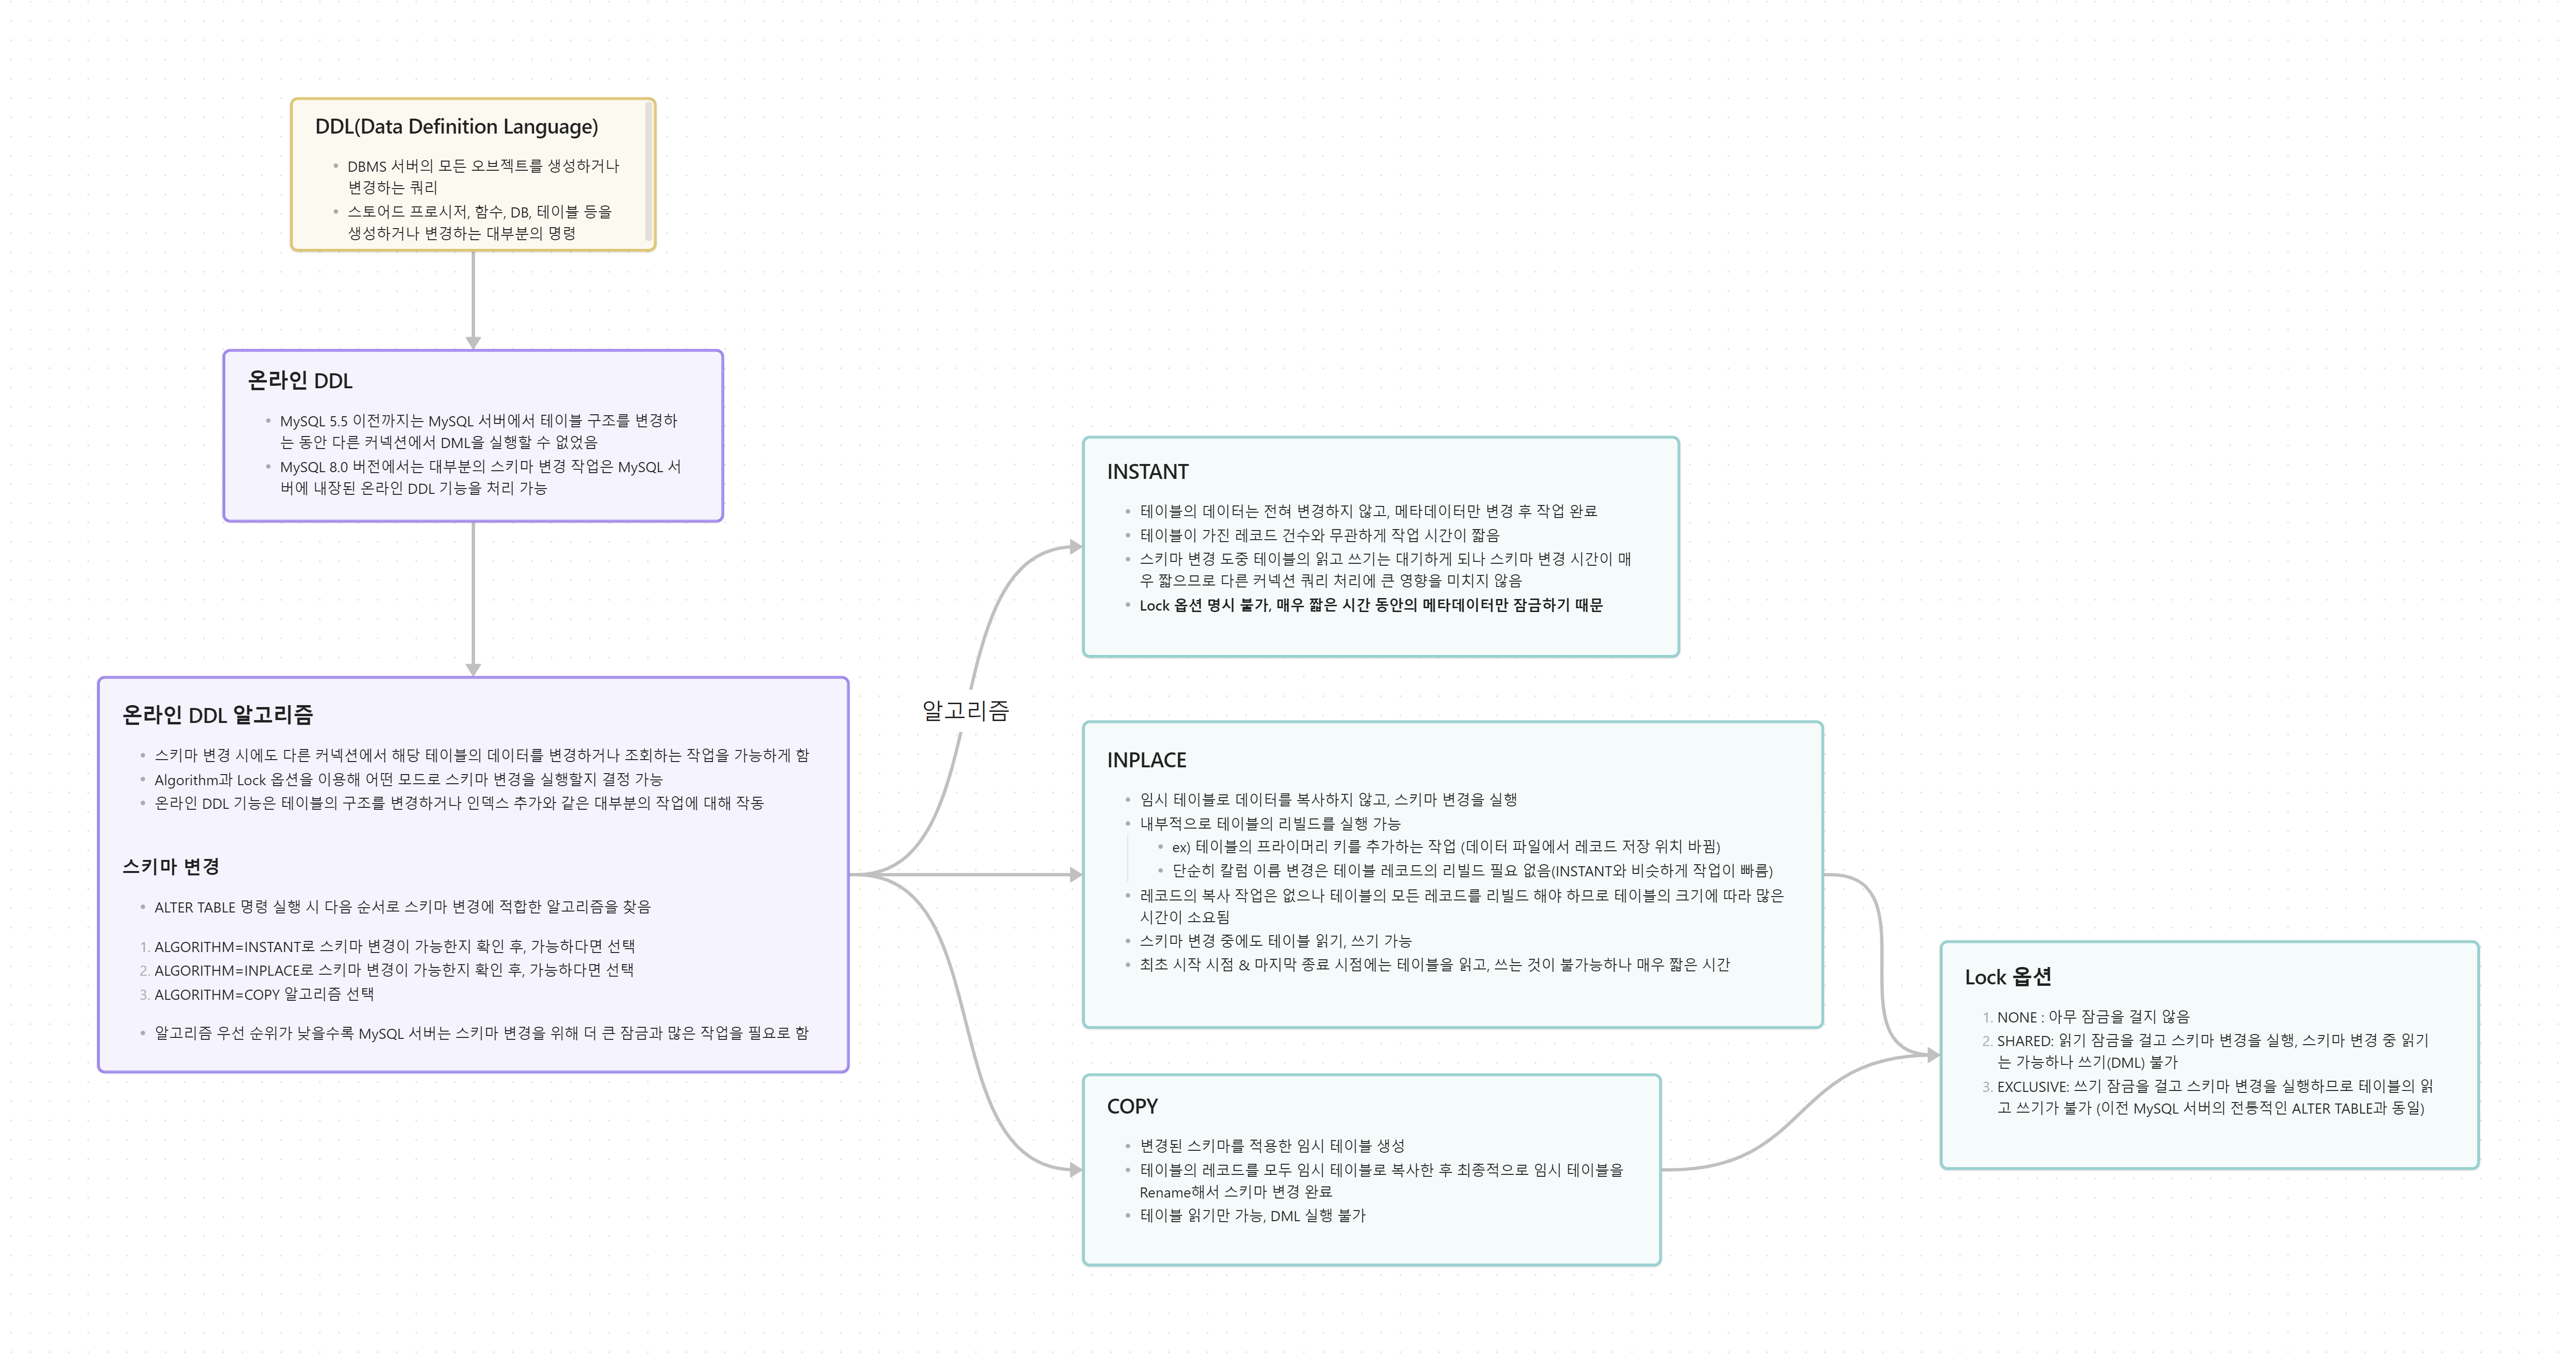 DDL(Data Definition Language)
DBMS 서버의 모든 오브젝트를 생성하거나
변경하는 쿼리
스토어드 프로시저, 함수, DB, 테이블 등을
생성하거나 변경하는 대부분의 명령
온라인 DDL
MySQL 5.5 이전까지는 MySQL 서버에서 테이블 구조를 변경하
는 동안 다른 커넥션에서 DML을 실행할 수 없었음
MySQL 8.0 버전에서는 대부분의 스키마 변경 작업은 MySQL 서
버에 내장된 온라인 DDL 기능을 처리 가능
온라인 DDL 알고리즘
스키마 변경 시에도 다른 커넥션에서 해당 테이블의 데이터를 변경하거나 조회하는 작업을 가능하게 함
Algorithm과 Lock 옵션을 이용해 어떤 모드로 스키마 변경을 실행할지 결정 가능
온라인 DDL 기능은 테이블의 구조를 변경하거나 인덱스 추가와 같은 대부분의 작업에 대해 작동
스키마 변경
ALTER TABLE 명령 실행 시 다음 순서로 스키마 변경에 적합한 알고리즘을 찾음
1. ALGORITHM=INSTANT로 스키마 변경이 가능한지 확인 후, 가능하다면 선택
2. ALGORITHM=INPLACE로 스키마 변경이 가능한지 확인 후, 가능하다면 선택
3. ALGORITHM=COPY 알고리즘 선택
알고리즘 우선 순위가 낮을수록 MySQL 서버는 스키마 변경을 위해 더 큰 잠금과 많은 작업을 필요로 함
알고리즘
INSTANT
테이블의 데이터는 전혀 변경하지 않고, 메타데이터만 변경 후 작업 완료
테이블이 가진 레코드 건수와 무관하게 작업 시간이 짧음
스키마 변경 도중 테이블의 읽고 쓰기는 대기하게 되나 스키마 변경 시간이 매
우 짧으므로 다른 커넥션 쿼리 처리에 큰 영향을 미치지 않음
Lock 옵션 명시 불가, 매우 짧은 시간 동안의 메타데이터만 잠금하기 때문
INPLACE
임시 테이블로 데이터를 복사하지 않고, 스키마 변경을 실행
내부적으로 테이블의 리빌드를 실행 가능
ex) 테이블의 프라이머리 키를 추가하는 작업 (데이터 파일에서 레코드 저장 위치 바뀜)
단순히 칼럼 이름 변경은 테이블 레코드의 리빌드 필요 없음(INSTANT와 비슷하게 작업이 빠름)
레코드의 복사 작업은 없으나 테이블의 모든 레코드를 리빌드 해야 하므로 테이블의 크기에 따라 많은
시간이 소요됨
스키마 변경 중에도 테이블 읽기, 쓰기 가능
최초 시작 시점 & 마지막 종료 시점에는 테이블을 읽고, 쓰는 것이 불가능하나 매우 짧은 시간
COPY
변경된 스키마를 적용한 임시 테이블 생성
테이블의 레코드를 모두 임시 테이블로 복사한 후 최종적으로 임시 테이블을
Rename해서 스키마 변경 완료
테이블 읽기만 가능, DML 실행 불가
Lock 옵션
1. NONE : 아무 잠금을 걸지 않음
2. SHARED: 읽기 잠금을 걸고 스키마 변경을 실행, 스키마 변경 중 읽기
는 가능하나 쓰기(DML) 불가
3. EXCLUSIVE: 쓰기 잠금을 걸고 스키마 변경을 실행하므로 테이블의 읽
고 쓰기가 불가 (이전 MySQL 서버의 전통적인 ALTER TABLE과 동일)